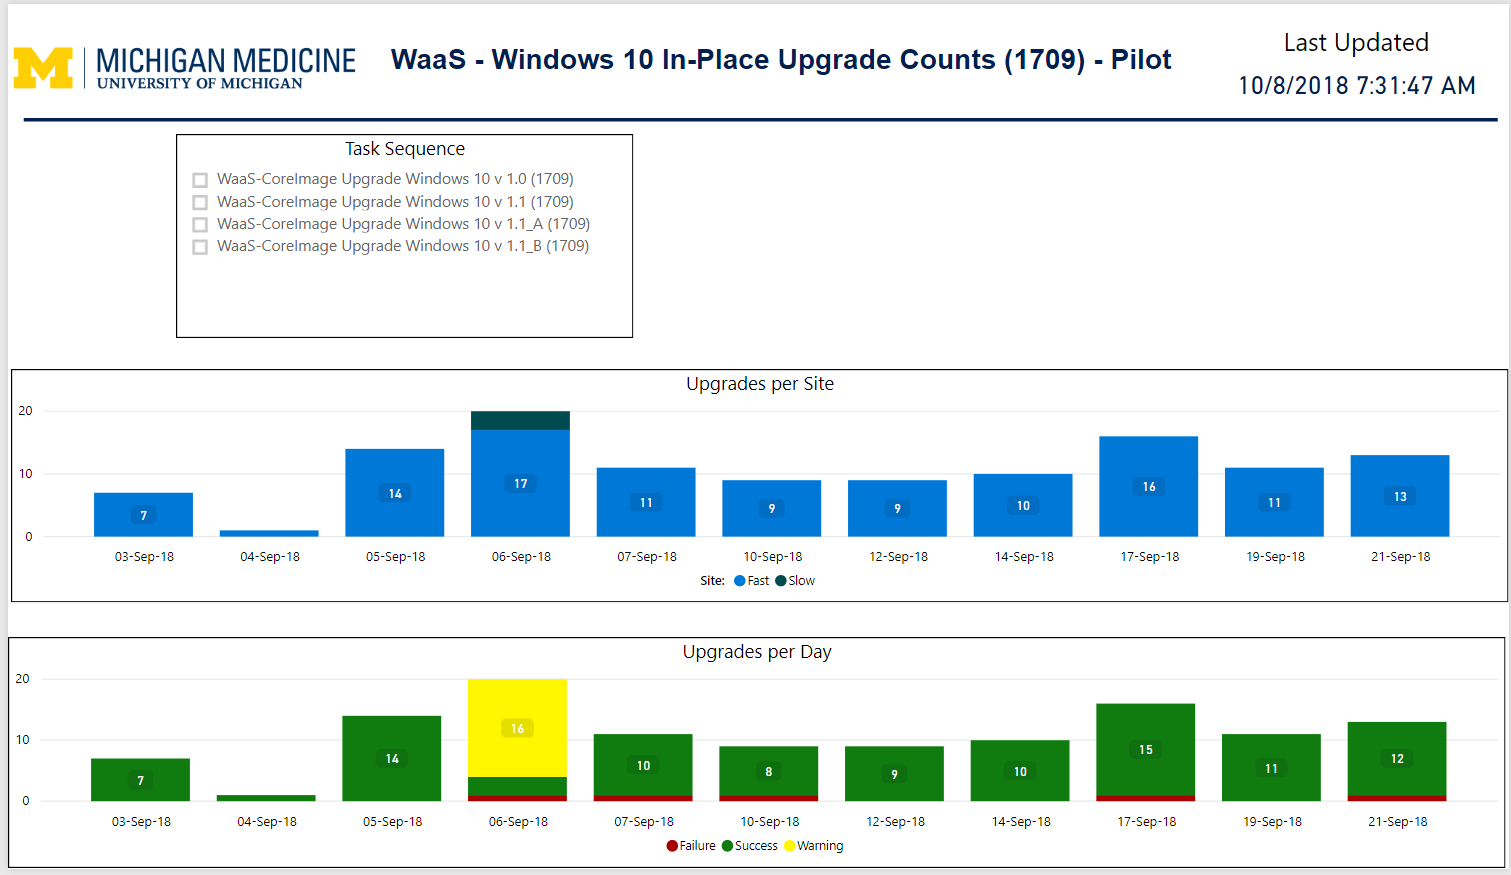 MICHIGAN MEDICINE
UNIVERSITY OF MICHIGAN
WaaS - Windows 10 In-Place Upgrade Counts (1709) - Pilot
Last Updated
10/8/2018 7:31:47 AM
Task Sequence
WaaS-CoreImage Upgrade Windows 10 v 1.0 (1709)
WaaS-CoreImage Upgrade Windows 10 v 1.1 (1709)
WaaS-CoreImage Upgrade Windows 10 v 1.1_A (1709)
WaaS-CoreImage Upgrade Windows 10 v 1.1_B (1709)
Upgrades per Site
20
10
0
7 14 17 11 9 9 10 16 11 13
03-Sep-18 04-Sep-18 05-Sep-18 06-Sep-18 07-Sep-18 10-Sep-18 12-Sep-18 14-Sep-18 17-Sep-18 19-Sep-18 21-Sep-18
Site: Fast Slow
Upgrades per Day
20
10
0
7 14 16 10 8 9 10 15 11 12
03-Sep-18 04-Sep-18 05-Sep-18 06-Sep-18 07-Sep-18 10-Sep-18 12-Sep-18 14-Sep-18 17-Sep-18 19-Sep-18 21-Sep-18
Failure Success Warning